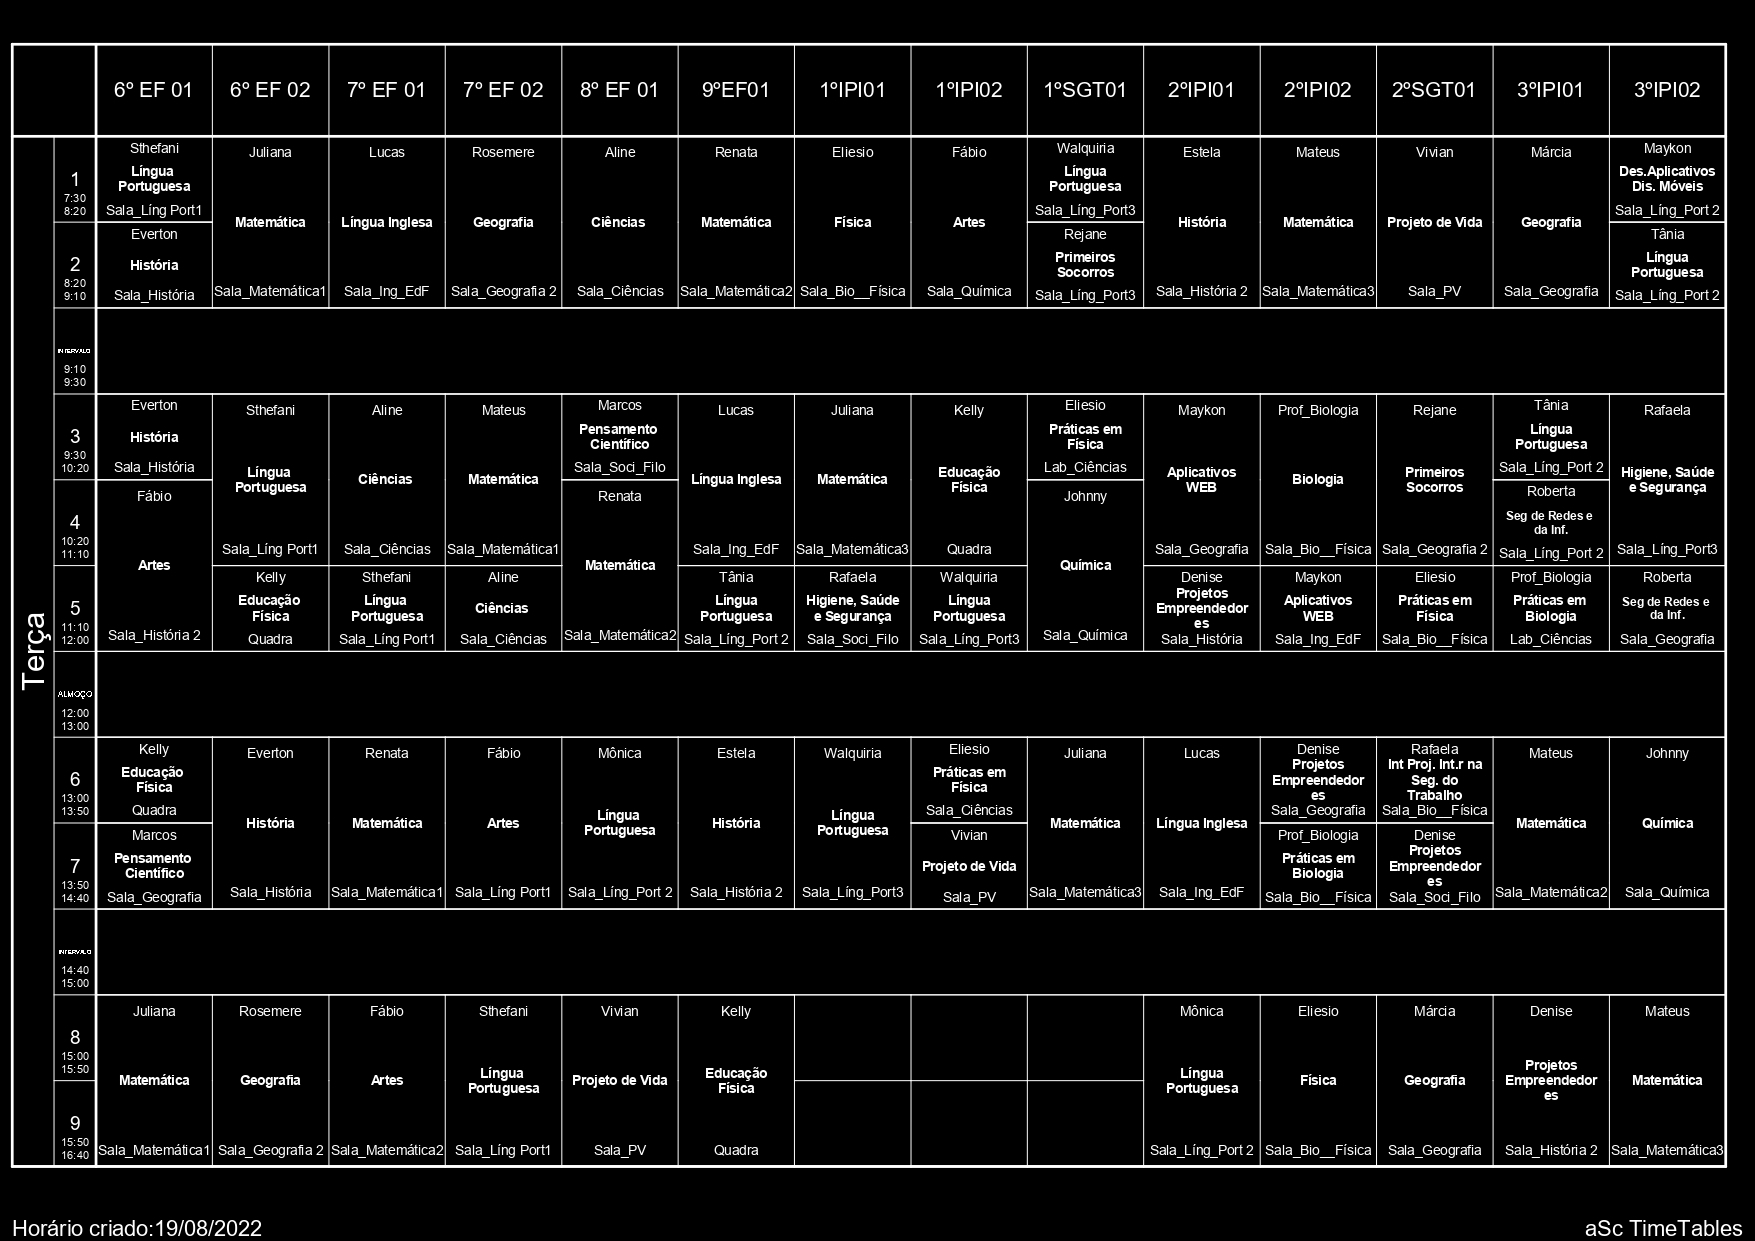 6º EF 01 6º EF 02 7º EF 01 7º EF 02 8º EF 01 9ºEF01 1ºIPI01 1ºIPI02 1ºSGT01 2ºIPI01 2ºIPI02 2ºSGT01 3ºIPI01 3ºIPI02
Terça
1
7:30
8:20
Sthefani
Língua
Portuguesa
Sala_Líng Port1
Juliana
Matemática
Sala_Matemática1
Lucas
Língua Inglesa
Sala_Ing_EdF
Rosemere
Geografia
Sala_Geografia 2
Aline
Ciências
Sala_Ciências
Renata
Matemática
Sala_Matemática2
Eliesio
Física
Sala_Bio__Física
Fábio
Artes
Sala_Química
Walquiria
Língua
Portuguesa
Sala_Líng_Port3
Estela
História
Sala_História 2
Mateus
Matemática
Sala_Matemática3
Vivian
Projeto de Vida
Sala_PV
Márcia
Geografia
Sala_Geografia
Maykon
Des.Aplicativos
Dis. Móveis
Sala_Líng_Port 2
2
8:20
9:10
Everton
História
Sala_História
Rejane
Primeiros
Socorros
Sala_Líng_Port3
Tânia
Língua
Portuguesa
Sala_Líng_Port 2
INTERVALO
9:10
9:30
3
9:30
10:20
Everton
História
Sala_História
Sthefani
Língua
Portuguesa
Sala_Líng Port1
Aline
Ciências
Sala_Ciências
Mateus
Matemática
Sala_Matemática1
Marcos
Pensamento
Científico
Sala_Soci_Filo
Lucas
Língua Inglesa
Sala_Ing_EdF
Juliana
Matemática
Sala_Matemática3
Kelly
Educação
Física
Quadra
Eliesio
Práticas em
Física
Lab_Ciências
Maykon
Aplicativos
WEB
Sala_Geografia
Prof_Biologia
Biologia
Sala_Bio__Física
Rejane
Primeiros
Socorros
Sala_Geografia 2
Tânia
Língua
Portuguesa
Sala_Líng_Port 2
Rafaela
Higiene, Saúde
e Segurança
Sala_Líng_Port3
4
10:20
11:10
Fábio
Artes
Sala_História 2
Renata
Matemática
Sala_Matemática2
Johnny
Química
Sala_Química
Roberta
Seg de Redes e
da Inf.
Sala_Líng_Port 2
5
11:10
12:00
Kelly
Educação
Física
Quadra
Sthefani
Língua
Portuguesa
Sala_Líng Port1
Aline
Ciências
Sala_Ciências
Tânia
Língua
Portuguesa
Sala_Líng_Port 2
Rafaela
Higiene, Saúde
e Segurança
Sala_Soci_Filo
Walquiria
Língua
Portuguesa
Sala_Líng_Port3
Denise
Projetos
Empreendedor
es
Sala_História
Maykon
Aplicativos
WEB
Sala_Ing_EdF
Eliesio
Práticas em
Física
Sala_Bio__Física
Prof_Biologia
Práticas em
Biologia
Lab_Ciências
Roberta
Seg de Redes e
da Inf.
Sala_Geografia
ALMOÇO
12:00
13:00
6
13:00
13:50
Kelly
Educação
Física
Quadra
Everton
História
Sala_História
Renata
Matemática
Sala_Matemática1
Fábio
Artes
Sala_Líng Port1
Mônica
Língua
Portuguesa
Sala_Líng_Port 2
Estela
História
Sala_História 2
Walquiria
Língua
Portuguesa
Sala_Líng_Port3
Eliesio
Práticas em
Física
Sala_Ciências
Juliana
Matemática
Sala_Matemática3
Lucas
Língua Inglesa
Sala_Ing_EdF
Denise
Projetos
Empreendedor
es
Sala_Geografia
Rafaela
Int Proj. Int.r na
Seg. do
Trabalho
Sala_Bio__Física
Mateus
Matemática
Sala_Matemática2
Johnny
Química
Sala_Química
7
13:50
14:40
Marcos
Pensamento
Científico
Sala_Geografia
Vivian
Projeto de Vida
Sala_PV
Prof_Biologia
Práticas em
Biologia
Sala_Bio__Física
Denise
Projetos
Empreendedor
es
Sala_Soci_Filo
INTERVALO
14:40
15:00
8
15:00
15:50
Juliana
Matemática
Sala_Matemática1
Rosemere
Geografia
Sala_Geografia 2
Fábio
Artes
Sala_Matemática2
Sthefani
Língua
Portuguesa
Sala_Líng Port1
Vivian
Projeto de Vida
Sala_PV
Kelly
Educação
Física
Quadra
Mônica
Língua
Portuguesa
Sala_Líng_Port 2
Eliesio
Física
Sala_Bio__Física
Márcia
Geografia
Sala_Geografia
Denise
Projetos
Empreendedor
es
Sala_História 2
Mateus
Matemática
Sala_Matemática3
9
15:50
16:40
Horário criado:19/08/2022
aSc TimeTables